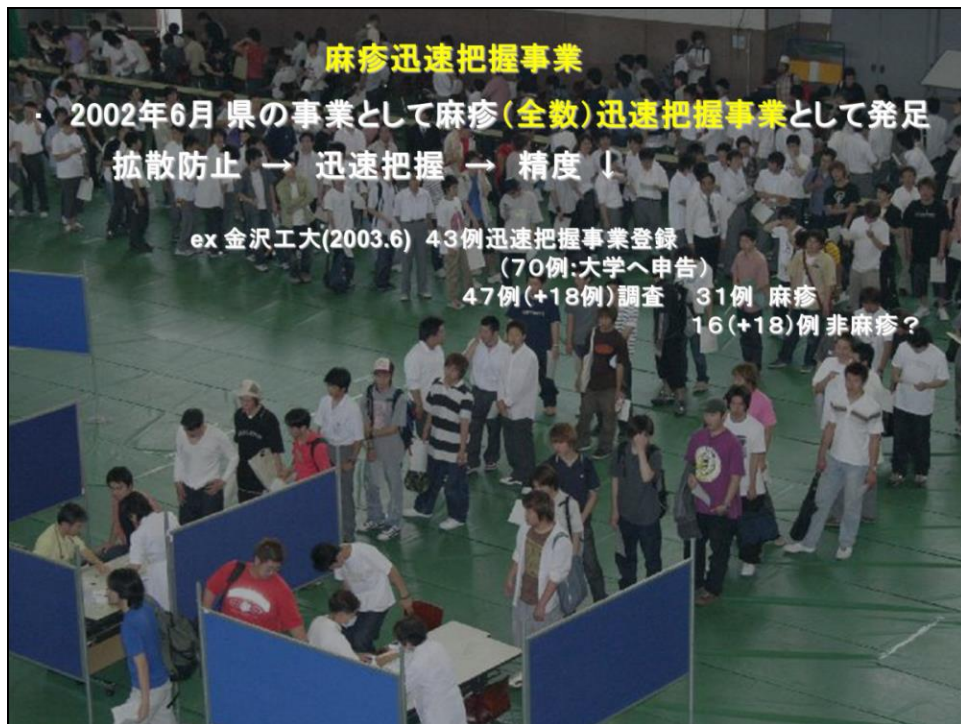 麻疹迅速把握事業
・ 2002年6月 県の事業として麻疹（全数）迅速把握事業として発足
拡散防止 → 迅速把握 → 精度 ↓
ex 金沢工大(2003.6) 43例迅速把握事業登録
（70例:大学へ申告）
47例(+18例)調査 31例 麻疹
16(+18)例 非麻疹？